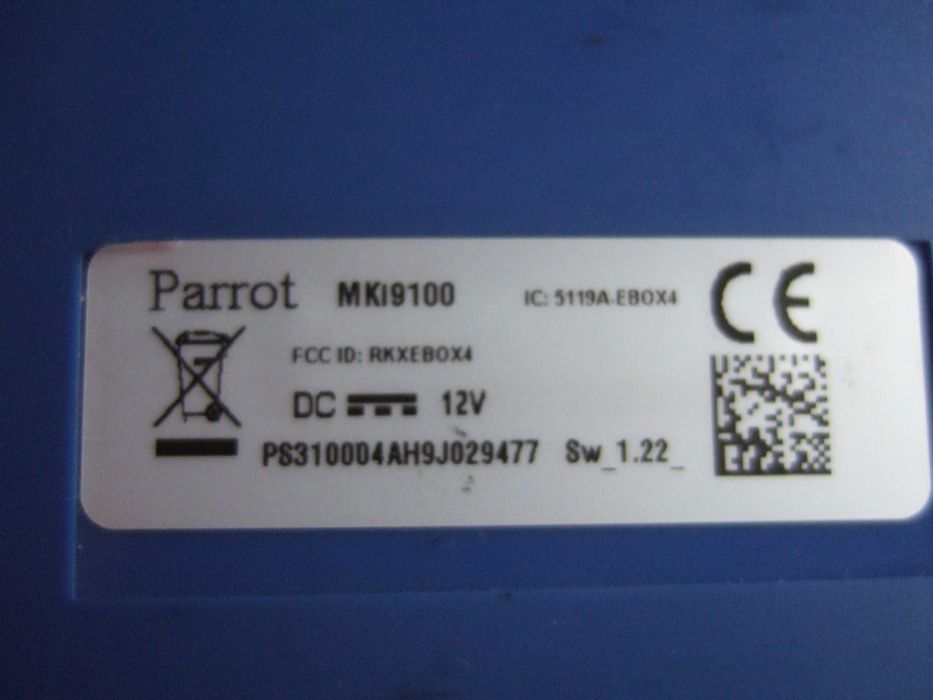 Parrot MKi9100 IC: 5119A-EBOX4
FCC ID: RKXEBOX4
DC 12V
PS310004AH9J029477 Sw_1.22_